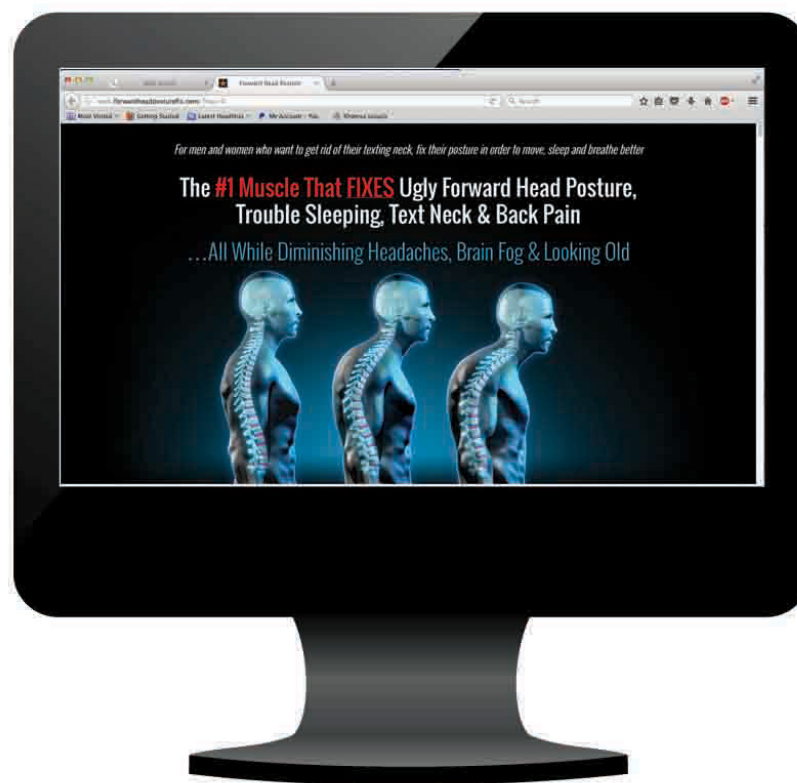 Forward Head Posture
Search
Most Visited
Getting Started
Latest Headlines
For men and women who want to get rid of their texting neck, fix their posture in order to move, sleep and breathe better
The #1 Muscle That FIXES Ugly Forward Head Posture,
Trouble Sleeping, Text Neck & Back Pain
…All While Diminishing Headaches, Brain Fog & Looking Old